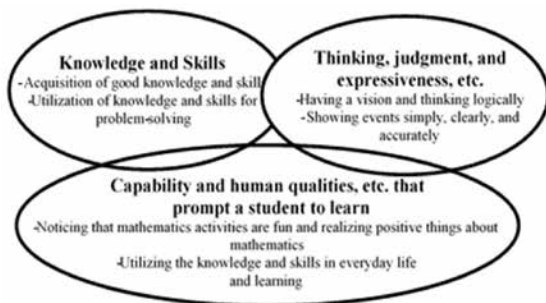 Knowledge and Skills
-Acquisition of good knowledge and skill
-Utilization of knowledge and skills for
problem-solving
Thinking, judgment, and
expressiveness, etc.
-Having a vision and thinking logically
-Showing events simply, clearly, and
accurately
Capability and human qualities, etc. that
prompt a student to learn
-Noticing that mathematics activities are fun and realizing positive things about
mathematics
-Utilizing the knowledge and skills in everyday life
and learning